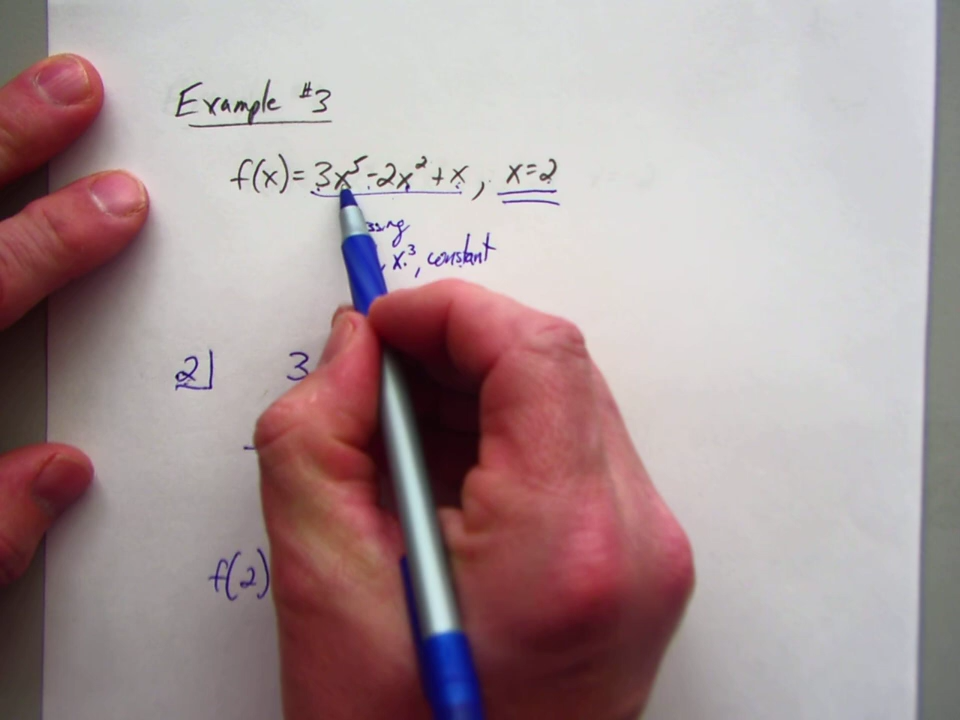 Example #3
f(x)=3x⁵-2x²+x, x=2
x³, constant
2 3
f(2)